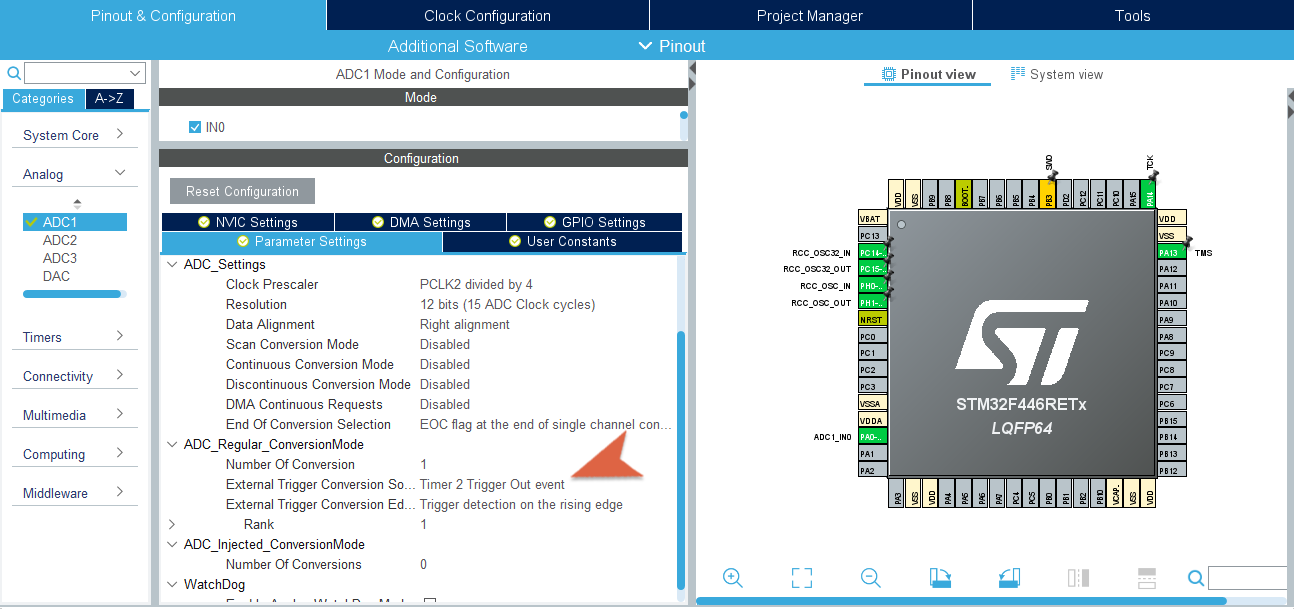 Pinout & Configuration
Clock Configuration
Project Manager
Tools
Additional Software
Pinout
Categories
A->Z
System Core
Analog
ADC1
ADC2
ADC3
DAC
Timers
Connectivity
Multimedia
Computing
Middleware
ADC1 Mode and Configuration
Mode
IN0
Configuration
Reset Configuration
NVIC Settings
DMA Settings
GPIO Settings
Parameter Settings
User Constants
ADC_Settings
Clock Prescaler PCLK2 divided by 4
Resolution 12 bits (15 ADC Clock cycles)
Data Alignment Right alignment
Scan Conversion Mode Disabled
Continuous Conversion Mode Disabled
Discontinuous Conversion Mode Disabled
DMA Continuous Requests Disabled
End Of Conversion Selection EOC flag at the end of single channel con...
ADC_Regular_ConversionMode
Number Of Conversion 1
External Trigger Conversion So... Timer 2 Trigger Out event
External Trigger Conversion Ed... Trigger detection on the rising edge
Rank 1
ADC_Injected_ConversionMode
Number Of Conversions 0
WatchDog
Pinout view
System view
SWO
TCK
VDD
VSS
PB9
PB8
BOOT..
PB7
PB6
PB5
PB4
PB3
PD2
PC12
PC11
PC10
PA15
PA14
VBAT
PC13
RCC_OSC32_IN PC14-..
RCC_OSC32_OUT PC15-..
RCC_OSC_IN PH0-..
RCC_OSC_OUT PH1-..
NRST
PC0
PC1
PC2
PC3
VSSA
VDDA
ADC1_IN0 PA0-..
PA1
PA2
STM32F446RETx
LQFP64
VDD
VSS
PA13 TMS
PA12
PA11
PA10
PA9
PA8
PC9
PC8
PC7
PC6
PB15
PB14
PB13
PB12
PA3
VSS
VDD
PA4
PA5
PA6
PA7
PC4
PC5
PB0
PB1
PB2
PB10
VCAP..
VSS
VDD